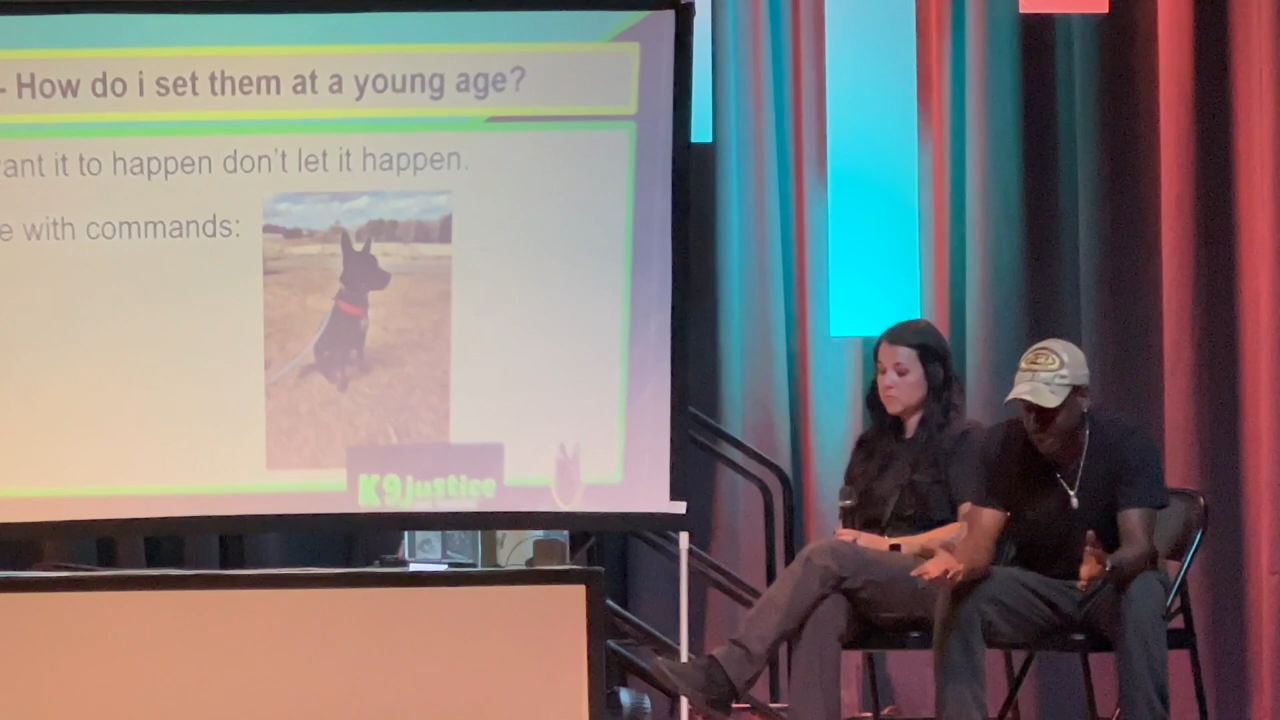 - How do i set them at a young age?
ant it to happen don't let it happen.
e with commands:
K9justice